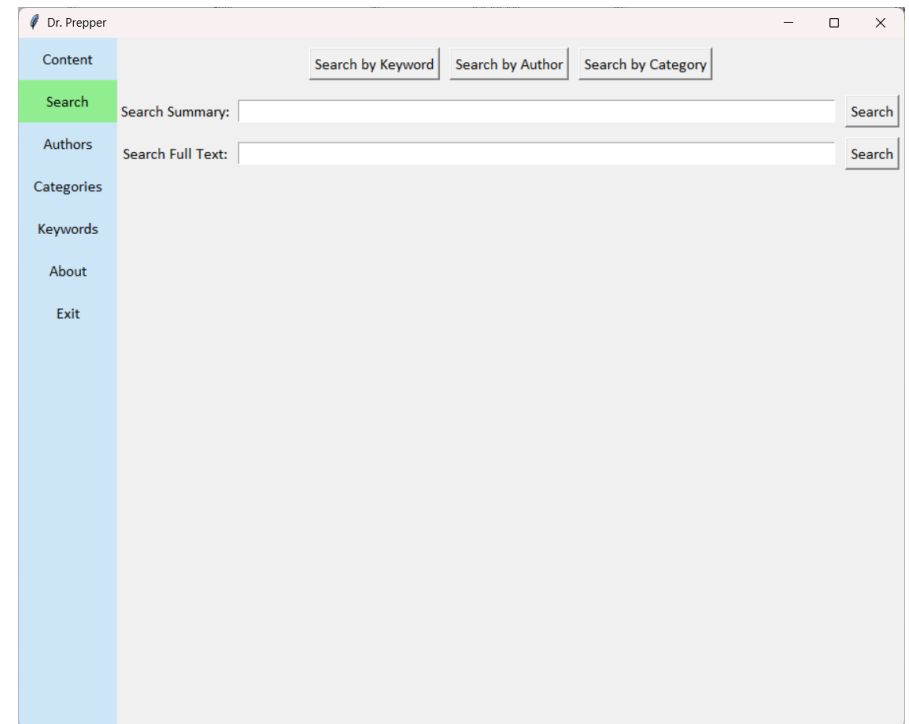 Dr. Prepper
Content
Search
Authors
Categories
Keywords
About
Exit
Search by Keyword Search by Author Search by Category
Search Summary: Search
Search Full Text: Search